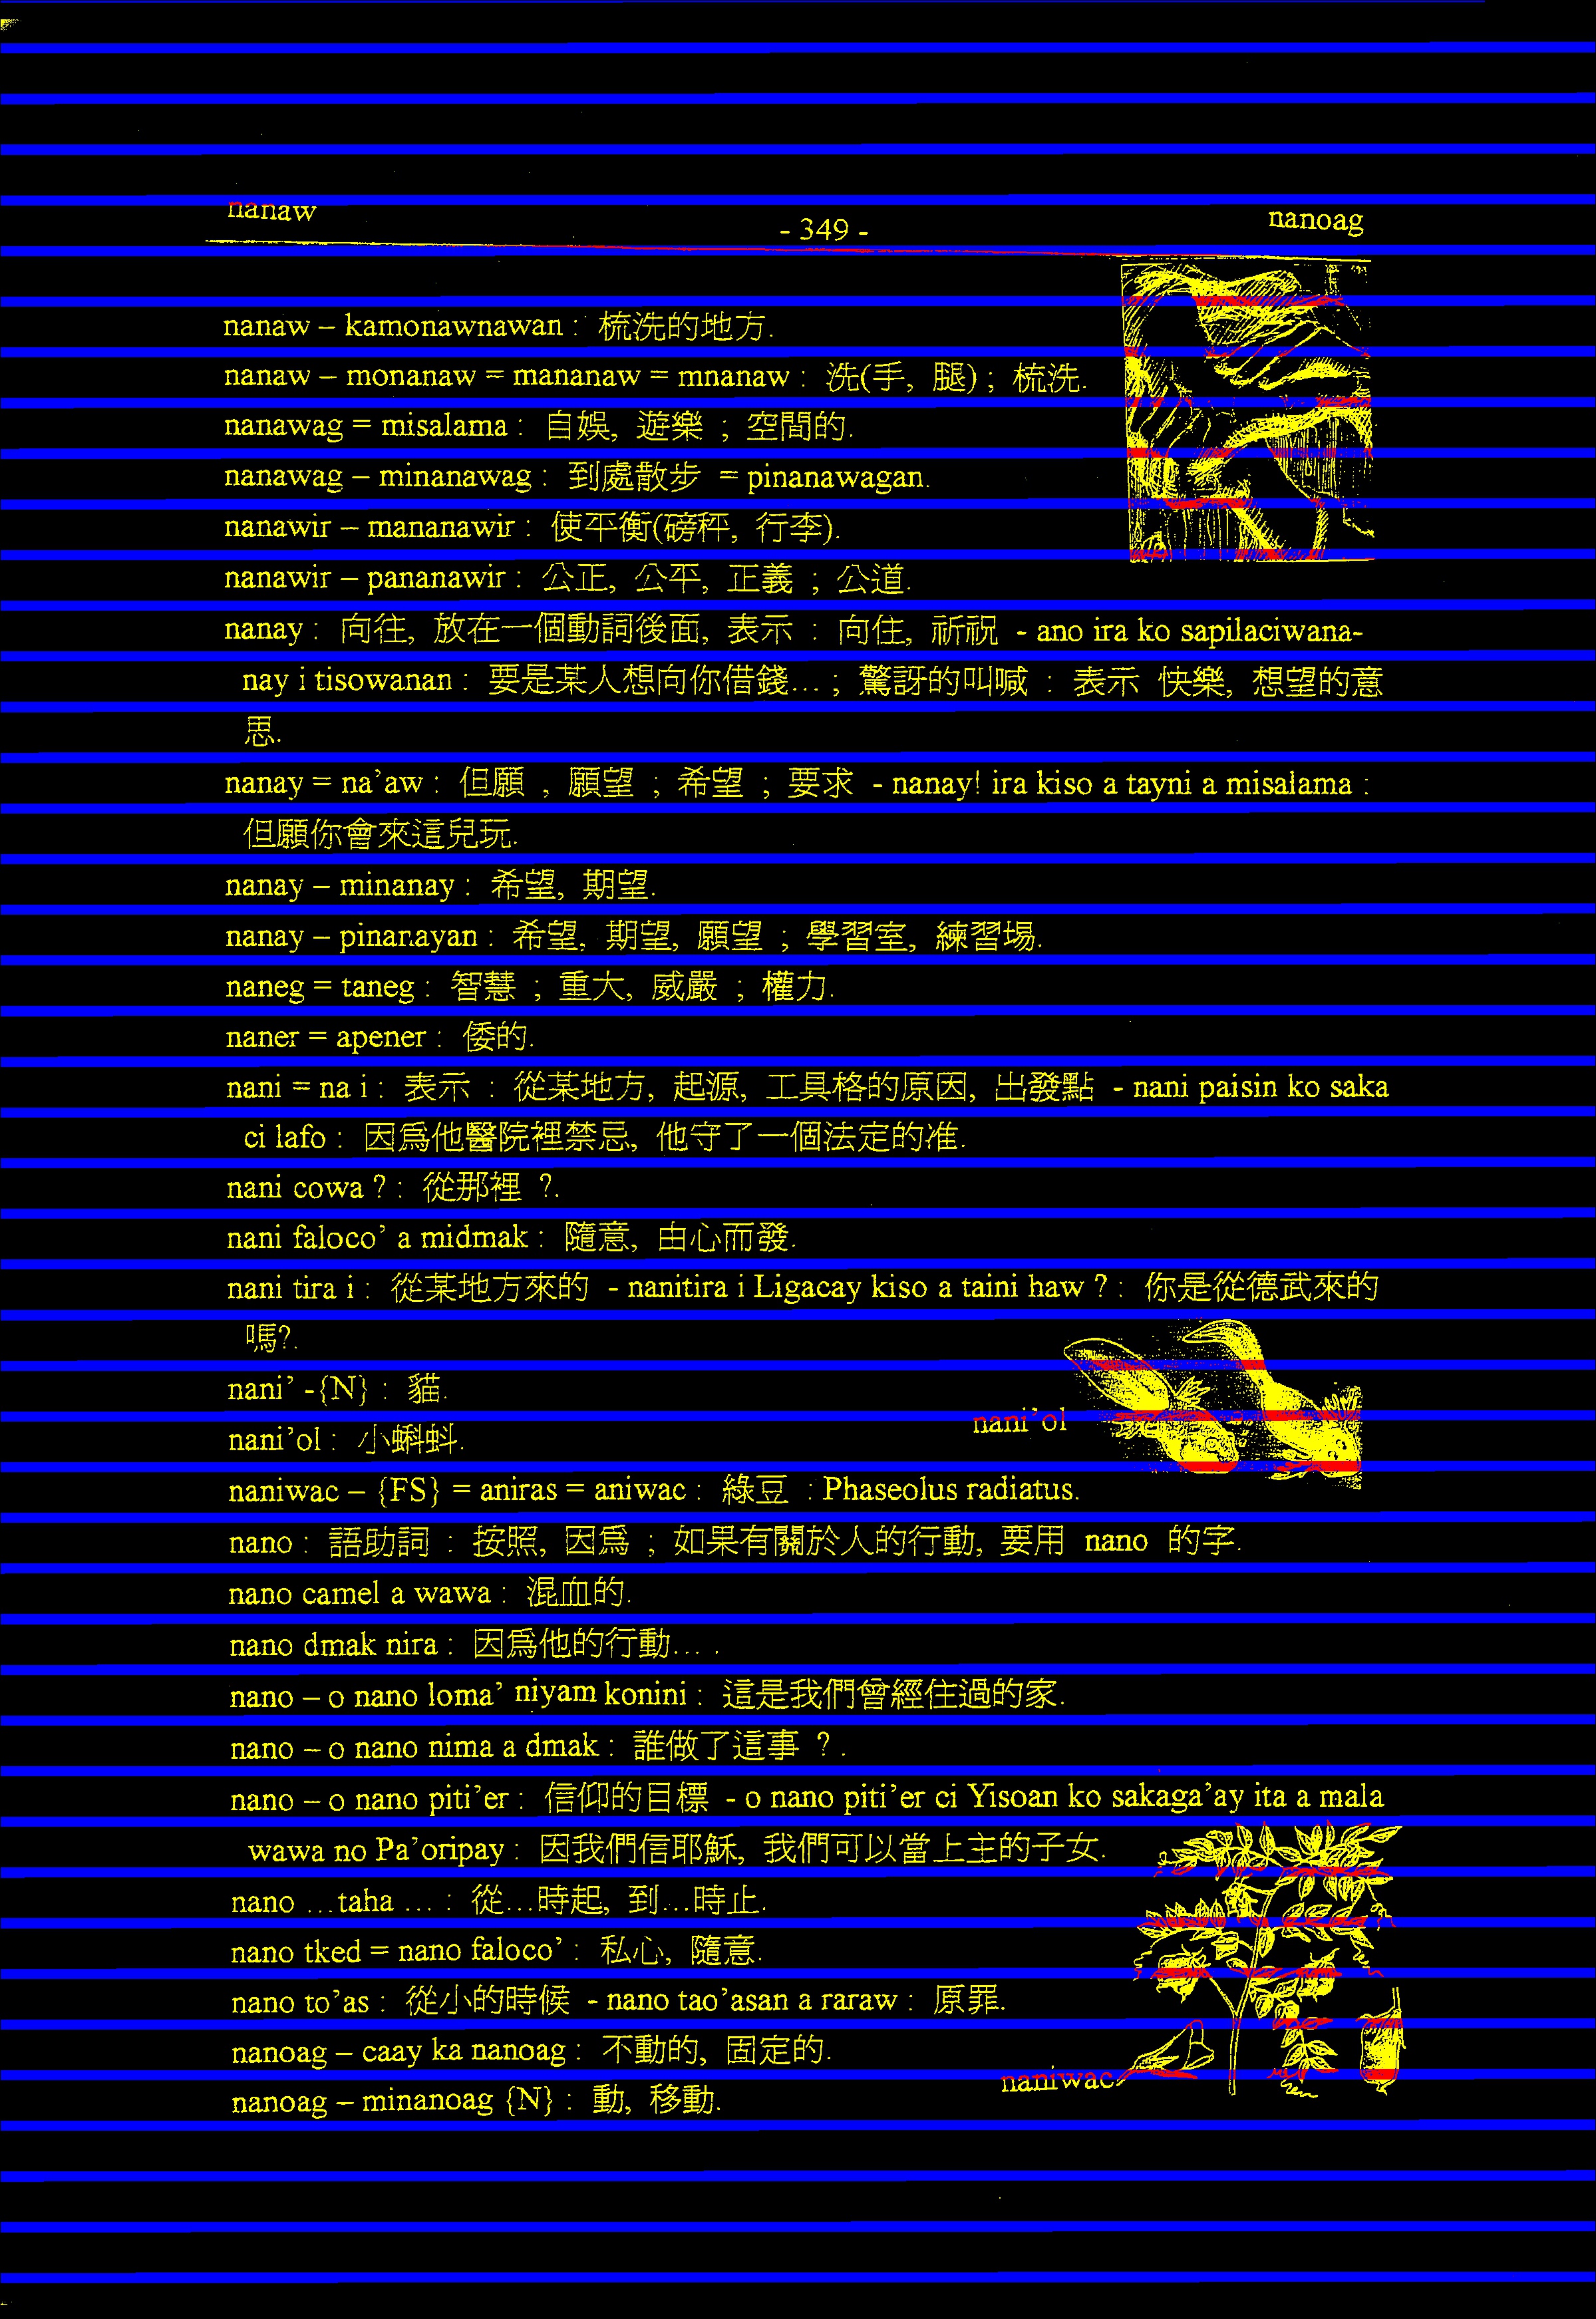 nanaw
- 349 -
nanoag
nanaw – kamonawnawan : 梳洗的地方.
nanaw – monanaw = mananaw = mnanaw : 洗(手, 腿) ; 梳洗.
nanawag = misalama : 自娛, 遊樂 ; 空間的.
nanawag – minanawag : 到處散步 = pinanawagan.
nanawir – mananawir : 使平衡(磅秤, 行李).
nanawir – pananawir : 公正, 公平, 正義 ; 公道.
nanay : 向往, 放在一個動詞後面, 表示 : 向住, 祈祝 - ano ira ko sapilaciwana-
nay i tisowanan : 要是某人想向你借錢... ; 驚訝的叫喊 : 表示 快樂, 想望的意
思.
nanay = na’aw : 但願 , 願望 ; 希望 ; 要求 - nanay! ira kiso a tayni a misalama :
但願你會來這兒玩.
nanay – minanay : 希望, 期望.
nanay – pinanayan : 希望, 期望, 願望 ; 學習室, 練習場.
naneg = taneg : 智慧 ; 重大, 威嚴 ; 權力.
naner = apener : 倭的.
nani = na i : 表示 : 從某地方, 起源, 工具格的原因, 出發點 - nani paisin ko saka
ci lafo : 因爲他醫院裡禁忌, 他守了一個法定的准.
nani cowa ? : 從那裡 ?.
nani faloco’ a midmak : 隨意, 由心而發.
nani tira i : 從某地方來的 - nanitira i Ligacay kiso a taini haw ? : 你是從德武來的
嗎?.
nani’ -{N} : 貓.
nani’ol : 小蝌蚪.
nani’ol
naniwac – {FS} = aniras = aniwac : 綠豆 : Phaseolus radiatus.
nano : 語助詞 : 按照, 因爲 ; 如果有關於人的行動, 要用 nano 的字.
nano camel a wawa : 混血的.
nano dmak nira : 因爲他的行動... .
nano – o nano loma’ niyam konini : 這是我們曾經住過的家.
nano – o nano nima a dmak : 誰做了這事 ? .
nano – o nano piti’er : 信仰的目標 - o nano piti’er ci Yisoan ko sakaga’ay ita a mala
wawa no Pa’oripay : 因我們信耶穌, 我們可以當上主的子女.
nano ...taha ... : 從...時起, 到...時止.
nano tked = nano faloco’ : 私心, 隨意.
nano to’as : 從小的時候 - nano tao’asan a raraw : 原罪.
nanoag – caay ka nanoag : 不動的, 固定的.
naniwac
nanoag – minanoag {N} : 動, 移動.